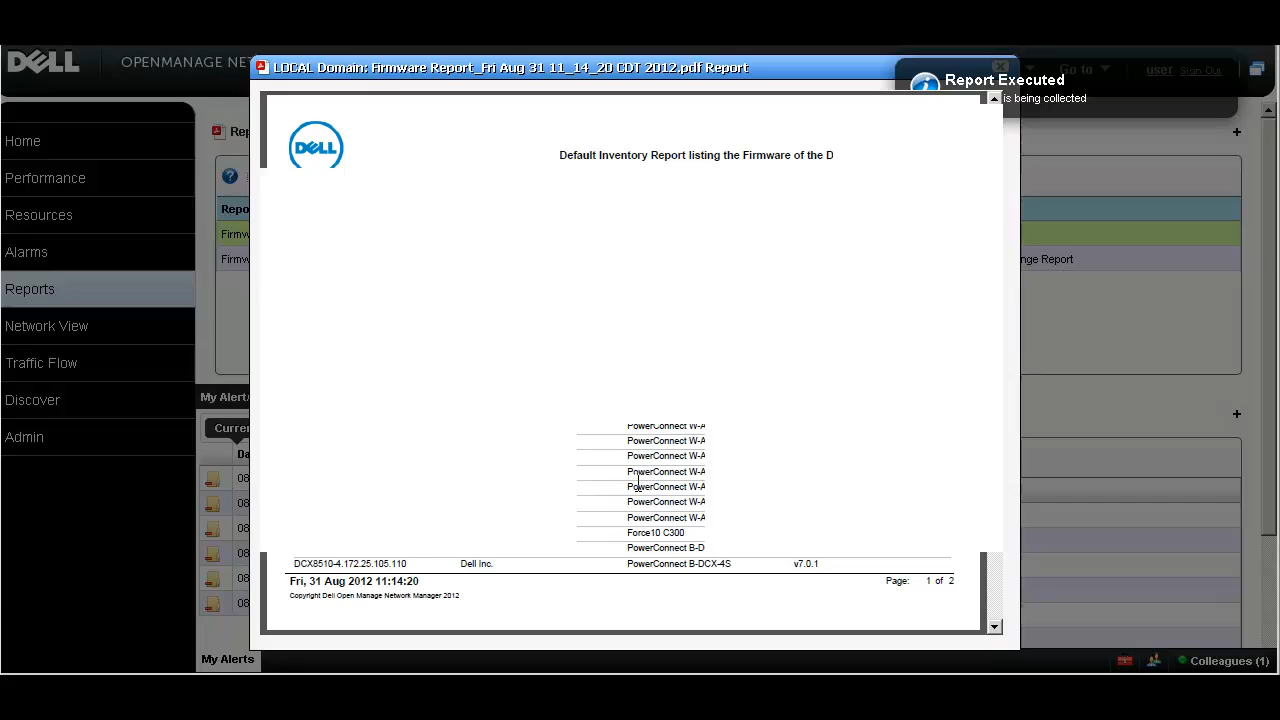 DELL
OPENMANAGE NE
LOCAL Domain: Firmware Report_Fri Aug 31 11_14_20 CDT 2012.pdf Report
Go to
user
Sign Out
Report Executed
is being collected
Home
Performance
Resources
Alarms
Reports
Network View
Traffic Flow
Discover
Admin
Rep
Repo
Firmw
Firmw
nge Report
DELL
Default Inventory Report listing the Firmware of the D
PowerConnect W-A
PowerConnect W-A
PowerConnect W-A
PowerConnect W-A
PowerConnect W-A
PowerConnect W-A
PowerConnect W-A
Force10 C300
PowerConnect B-D
DCX8510-4.172.25.105.110 Dell Inc. PowerConnect B-DCX-4S v7.0.1
Fri, 31 Aug 2012 11:14:20 Page: 1 of 2
Copyright Dell Open Manage Network Manager 2012
My Alert
Curre
Da
08
08
08
08
08
08
My Alerts
Colleagues (1)